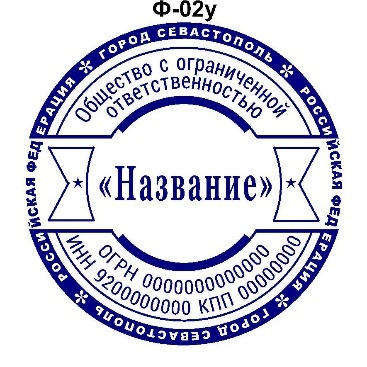 Ф-02у
РОССИЙСКАЯ ФЕДЕРАЦИЯ * ГОРОД СЕВАСТОПОЛЬ * РОССИЙСКАЯ ФЕДЕРАЦИЯ * ГОРОД СЕВАСТОПОЛЬ *
Общество с ограниченной
ответственностью
«Название»
ОГРН 0000000000000
ИНН 9200000000 КПП 00000000